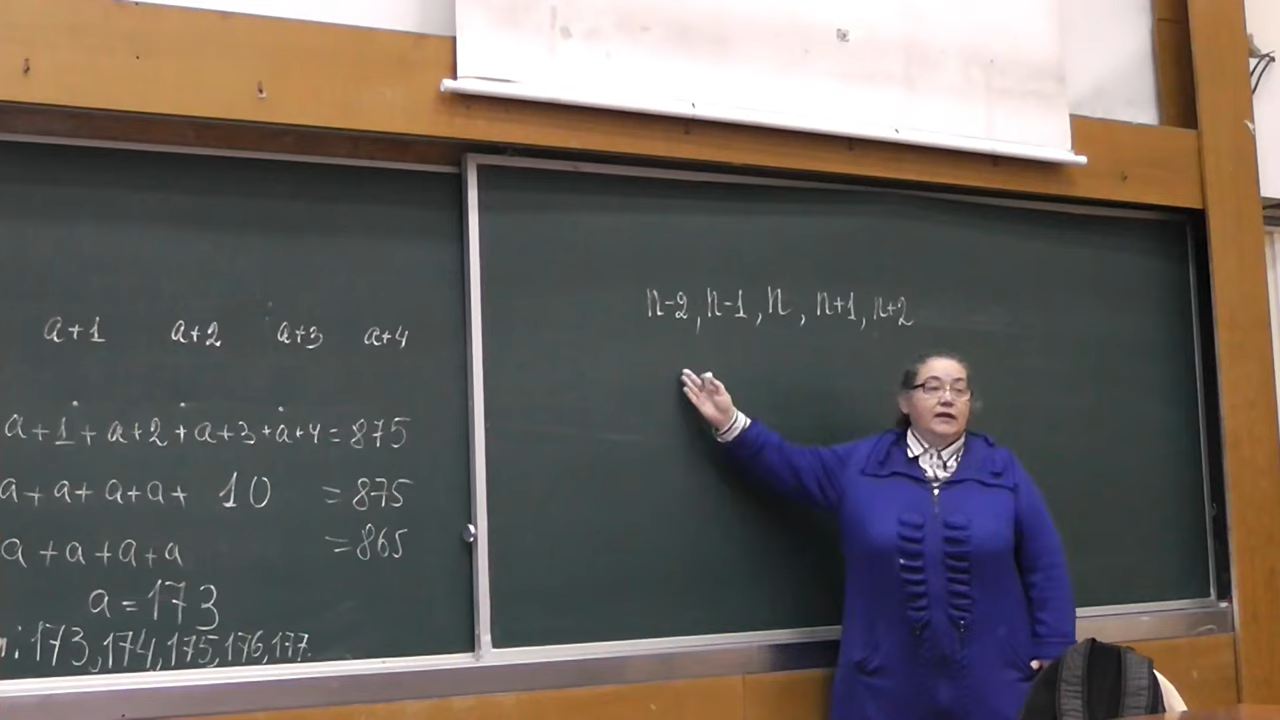 a+1 a+2 a+3 a+4
a+1+a+2+a+3+a+4=875
a+a+a+a+ 10 =875
a+a+a+a =865
a=173
: 173, 174, 175, 176, 177.
n-2, n-1, n, n+1, n+2